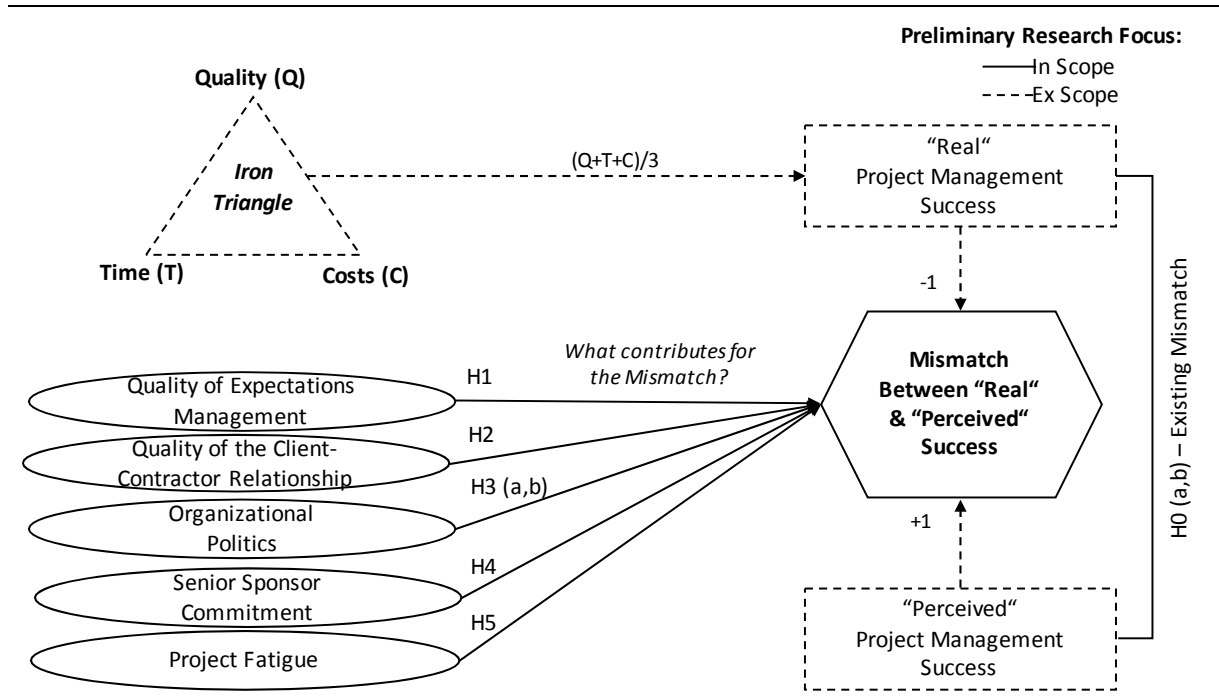 Preliminary Research Focus:
In Scope
Ex Scope
Quality (Q)
Iron
Triangle
Time (T)
Costs (C)
(Q+T+C)/3
“Real“
Project Management
Success
-1
What contributes for
the Mismatch?
Mismatch
Between “Real“
& “Perceived“
Success
H0 (a,b) – Existing Mismatch
Quality of Expectations
Management
H1
Quality of the Client-
Contractor Relationship
H2
Organizational
Politics
H3 (a,b)
Senior Sponsor
Commitment
H4
Project Fatigue
H5
+1
“Perceived“
Project Management
Success